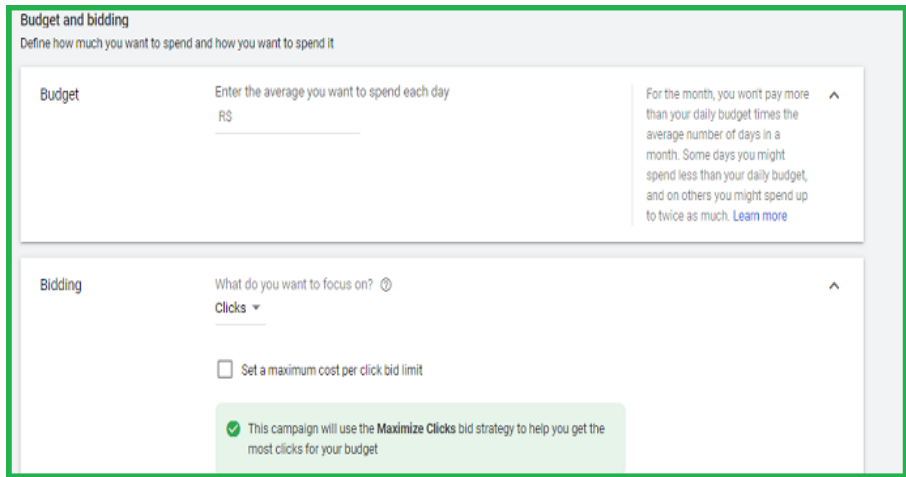 Budget and bidding
Define how much you want to spend and how you want to spend it
Budget
Enter the average you want to spend each day
R$
For the month, you won't pay more
than your daily budget times the
average number of days in a
month. Some days you might
spend less than your daily budget,
and on others you might spend up
to twice as much. Learn more
Bidding
What do you want to focus on?
Clicks
Set a maximum cost per click bid limit
This campaign will use the Maximize Clicks bid strategy to help you get the
most clicks for your budget